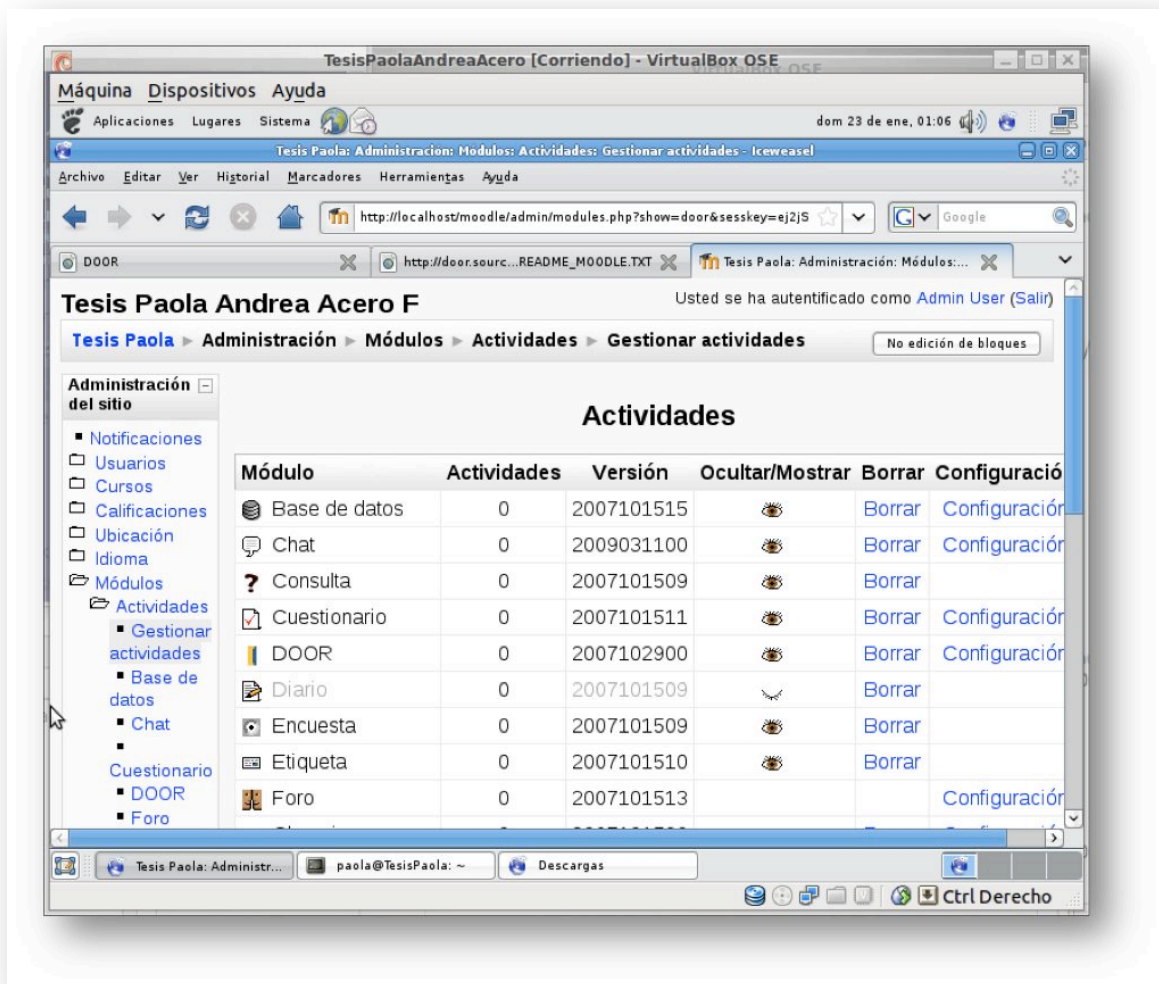 TesisPaolaAndreaAcero [Corriendo] - VirtualBox OSE
Máquina Dispositivos Ayuda
Aplicaciones Lugares Sistema dom 23 de ene, 01:06
Tesis Paola: Administracion: Modulos: Actividades: Gestionar actividades - Iceweasel
Archivo Editar Ver Historial Marcadores Herramientas Ayuda
http://localhost/moodle/admin/modules.php?show=door&sesskey=ej2jS Google
DOOR http://door.sourc...README_MOODLE.TXT Tesis Paola: Administración: Módulos:...
Tesis Paola Andrea Acero F
Usted se ha autentificado como Admin User (Salir)
Tesis Paola ► Administración ► Módulos ► Actividades ► Gestionar actividades No edición de bloques
Administración
del sitio
Notificaciones
Usuarios
Cursos
Calificaciones
Ubicación
Idioma
Módulos
Actividades
Gestionar
actividades
Base de
datos
Chat
Cuestionario
DOOR
Foro
Actividades
Módulo Actividades Versión Ocultar/Mostrar Borrar Configuració
Base de datos 0 2007101515 Borrar Configuración
Chat 0 2009031100 Borrar Configuración
Consulta 0 2007101509 Borrar
Cuestionario 0 2007101511 Borrar Configuración
DOOR 0 2007102900 Borrar Configuración
Diario 0 2007101509 Borrar
Encuesta 0 2007101509 Borrar
Etiqueta 0 2007101510 Borrar
Foro 0 2007101513 Configuración
Tesis Paola: Administr... paola@TesisPaola: ~ Descargas
Ctrl Derecho